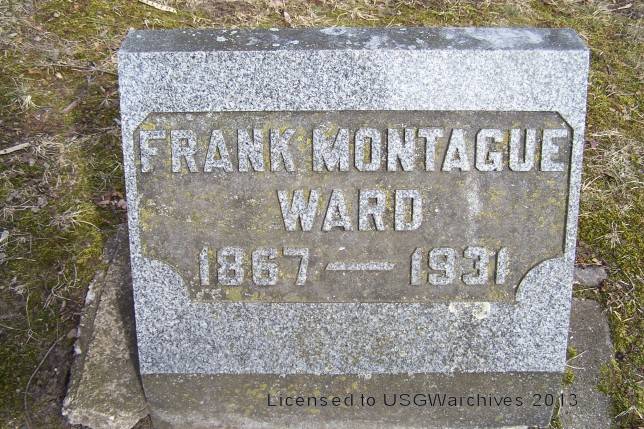 FRANK MONTAGUE
WARD
1867 — 1931
Licensed to USGWarchives 2013